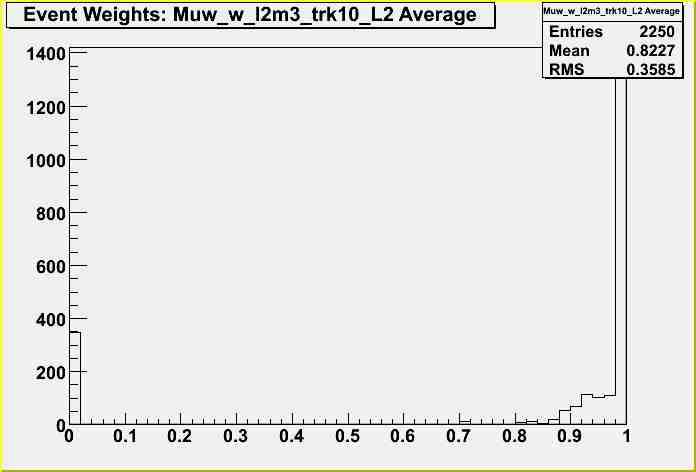 Event Weights: Muw_w_l2m3_trk10_L2 Average
Muw_w_l2m3_trk10_L2 Average
Entries 2250
Mean 0.8227
RMS 0.3585
1400
1200
1000
800
600
400
200
0
0 0.1 0.2 0.3 0.4 0.5 0.6 0.7 0.8 0.9 1